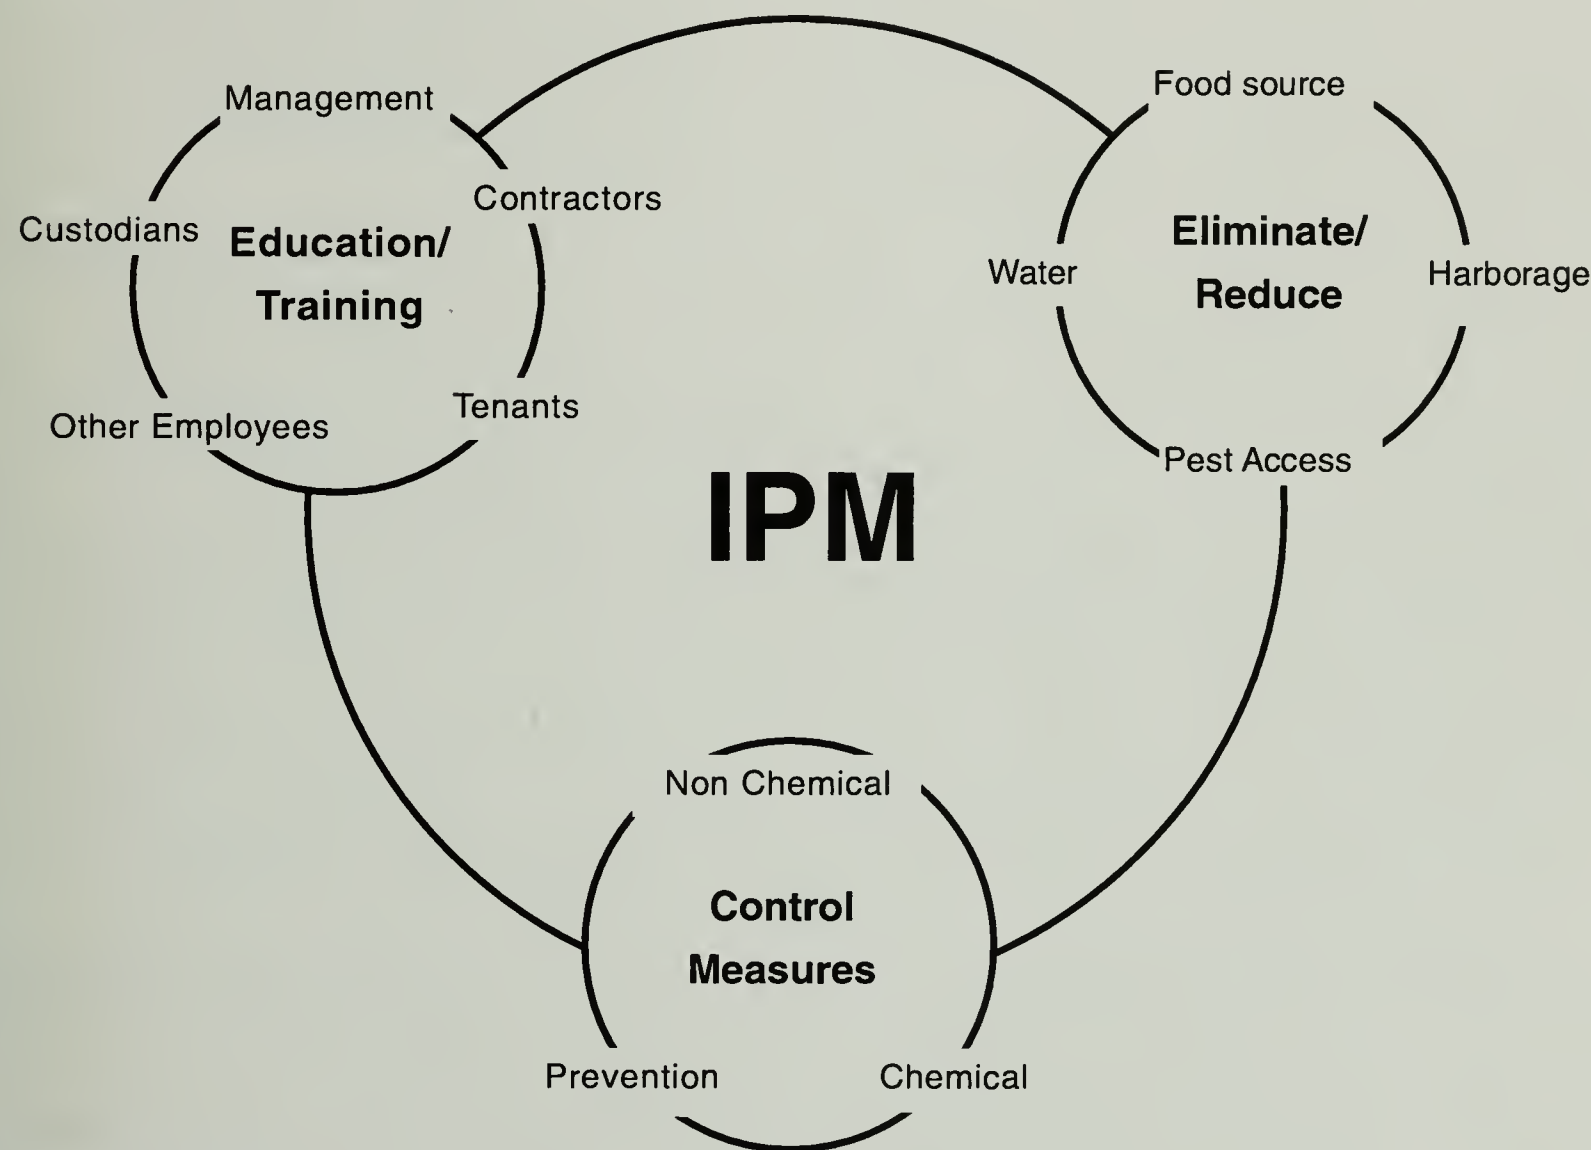 Management
Contractors
Custodians
Education/
Training
Other Employees
Tenants
Food source
Eliminate/
Reduce
Water
Harborage
Pest Access
IPM
Non Chemical
Control
Measures
Prevention
Chemical